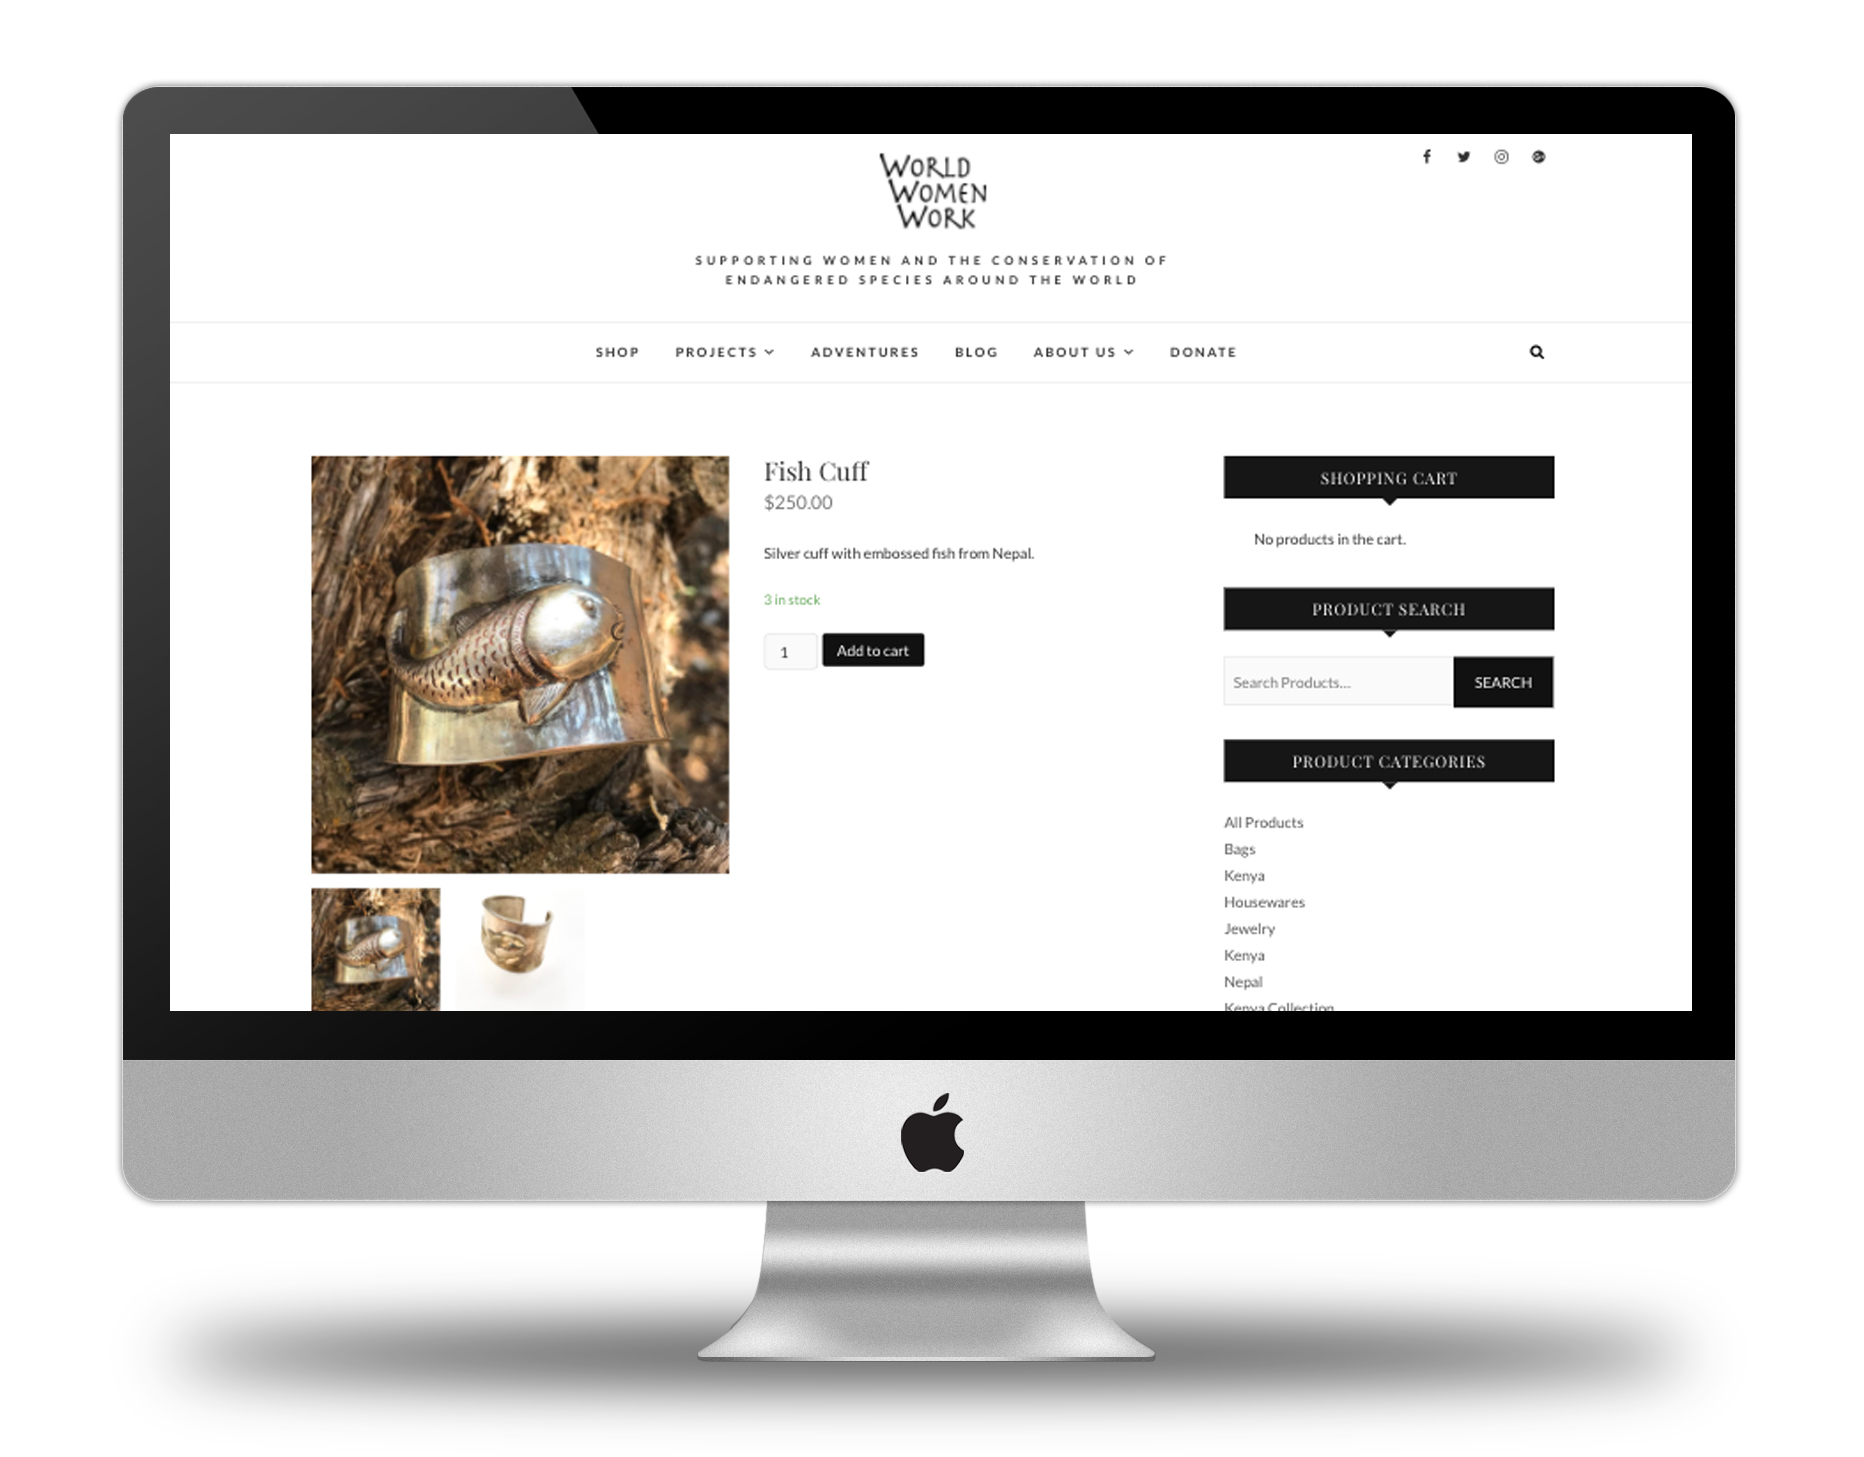 WORLD
WOMEN
WORK
SUPPORTING WOMEN AND THE CONSERVATION OF
ENDANGERED SPECIES AROUND THE WORLD
SHOP PROJECTS ADVENTURES BLOG ABOUT US DONATE
Fish Cuff
$250.00
Silver cuff with embossed fish from Nepal.
3 in stock
1 Add to cart
SHOPPING CART
No products in the cart.
PRODUCT SEARCH
Search Products... SEARCH
PRODUCT CATEGORIES
All Products
Bags
Kenya
Housewares
Jewelry
Kenya
Nepal
Kenya Collection